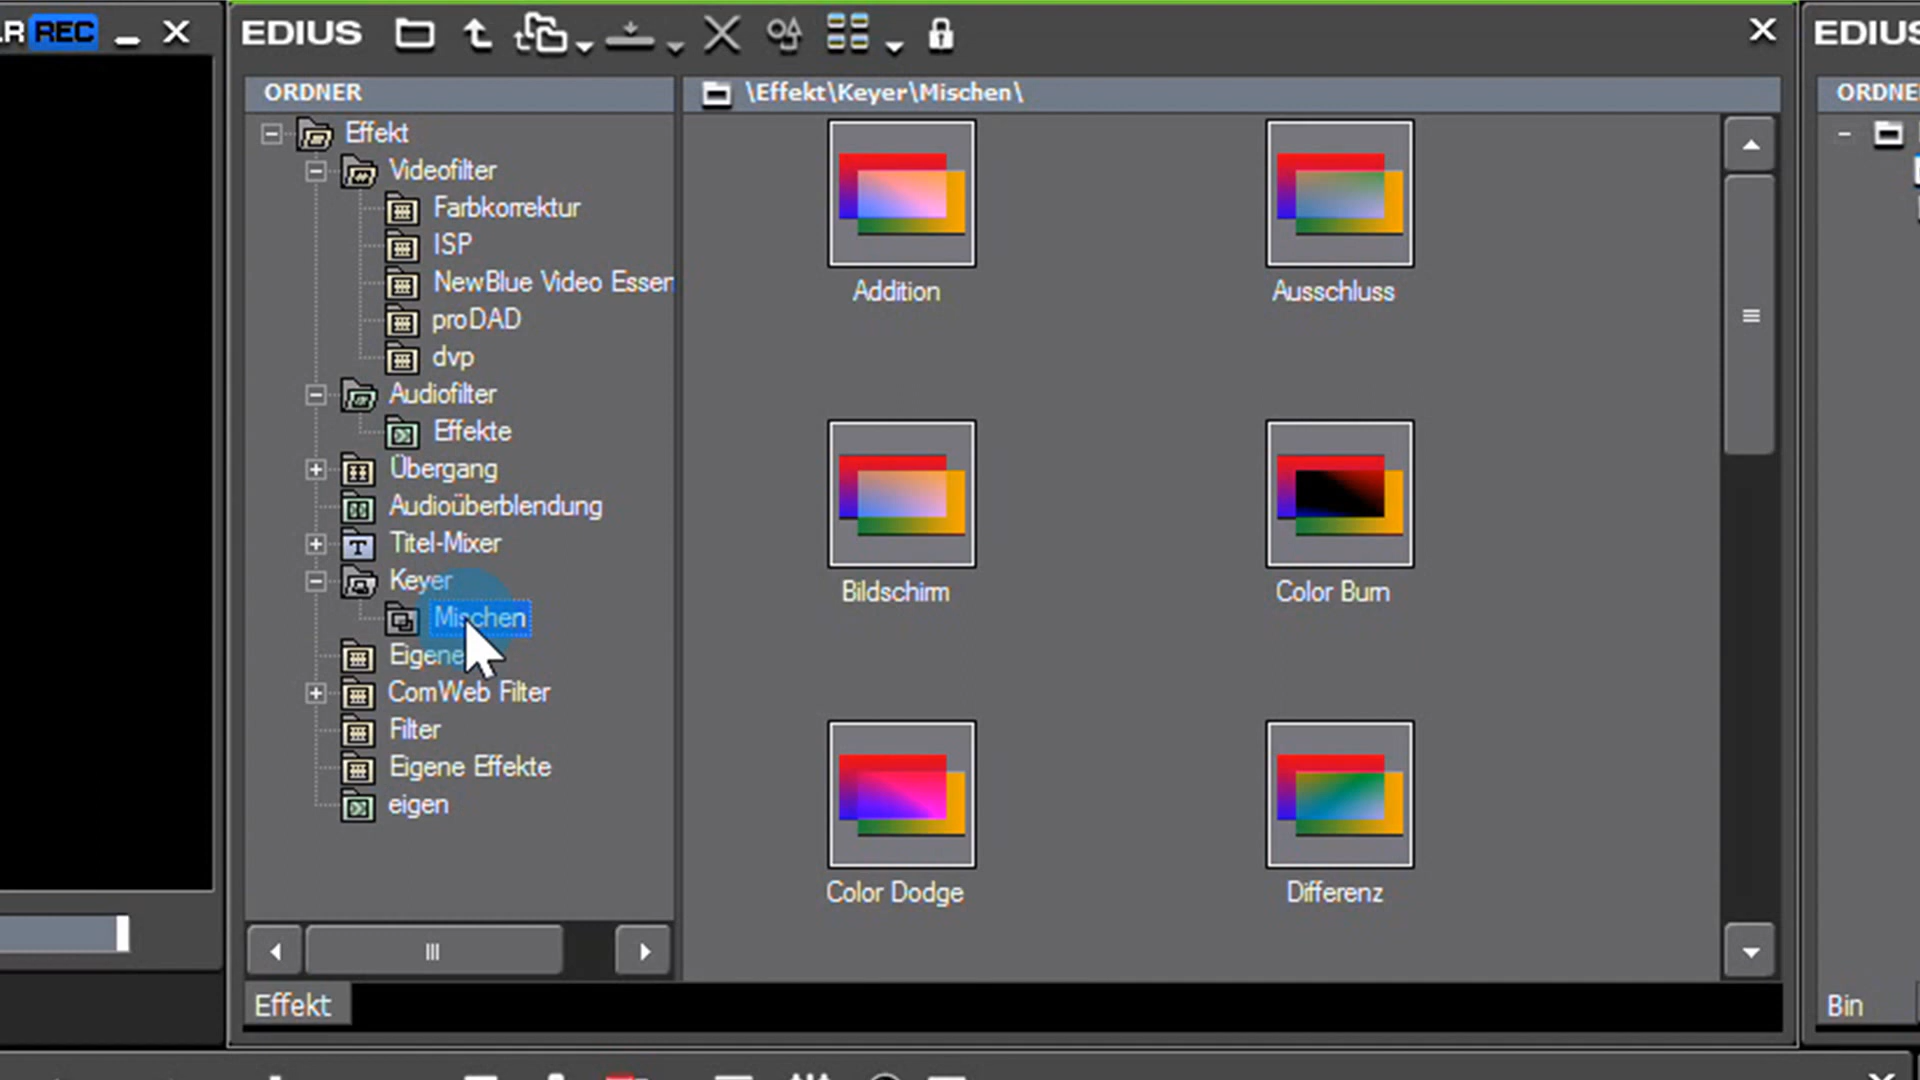 LR REC
EDIUS
EDIUS
ORDNER
\Effekt\Keyer\Mischen\
ORDNE
Effekt
Videofilter
Farbkorrektur
ISP
NewBlue Video Essen
proDAD
dvp
Audiofilter
Effekte
Übergang
Audioüberblendung
Titel-Mixer
Keyer
Mischen
Eigene
ComWeb Filter
Filter
Eigene Effekte
eigen
Addition
Ausschluss
Bildschirm
Color Burn
Color Dodge
Differenz
Effekt
Bin